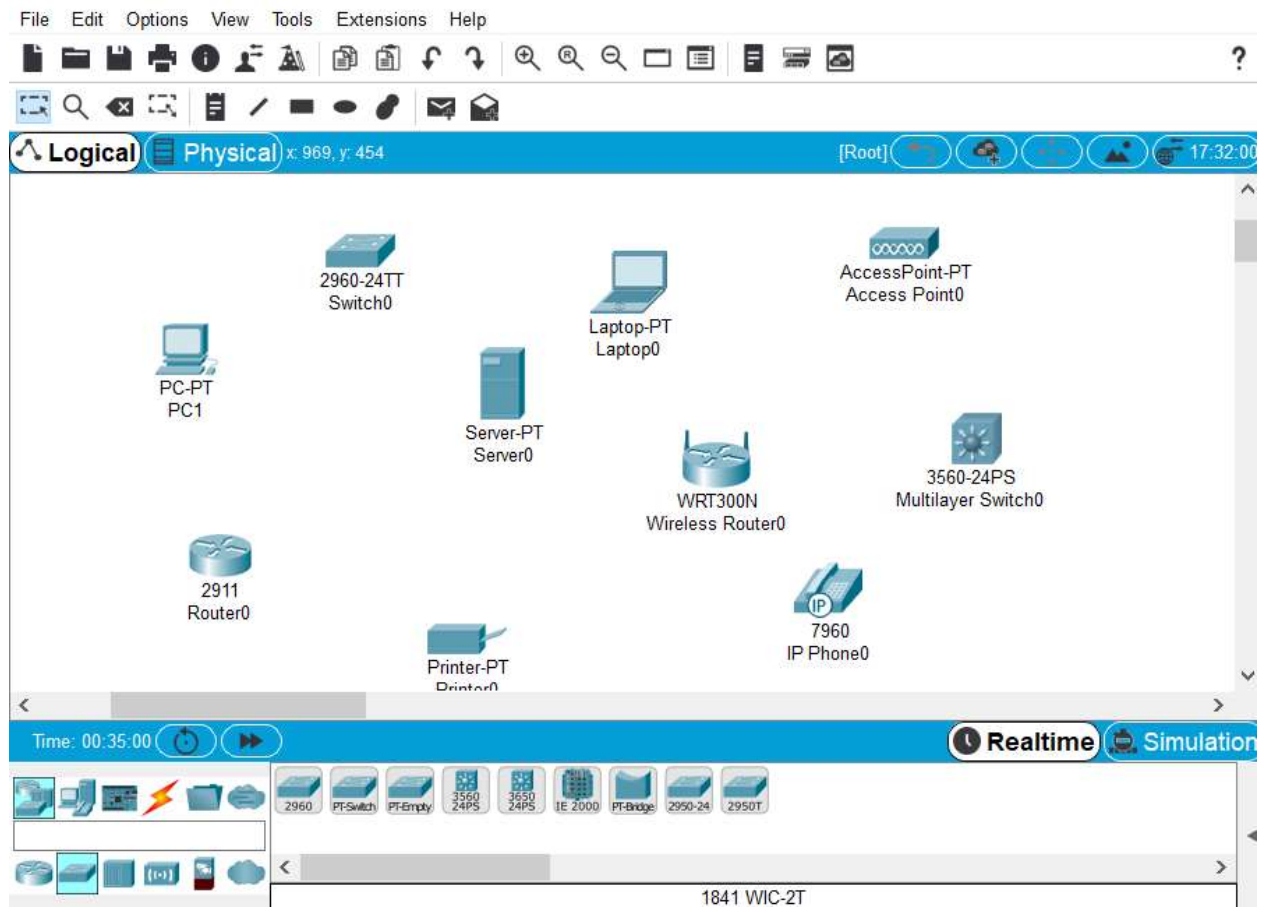 File Edit Options View Tools Extensions Help
?
Logical Physical x: 969, y: 454 [Root] 17:32:00
2960-24TT
Switch0
Laptop-PT
Laptop0
AccessPoint-PT
Access Point0
PC-PT
PC1
Server-PT
Server0
WRT300N
Wireless Router0
3560-24PS
Multilayer Switch0
2911
Router0
Printer-PT
Printer0
IP
7960
IP Phone0
Time: 00:35:00 Realtime Simulation
2960 PT-Switch PT-Empty 3560 24PS 3650 24PS IE 2000 PT-Bridge 2950-24 2950T
1841 WIC-2T